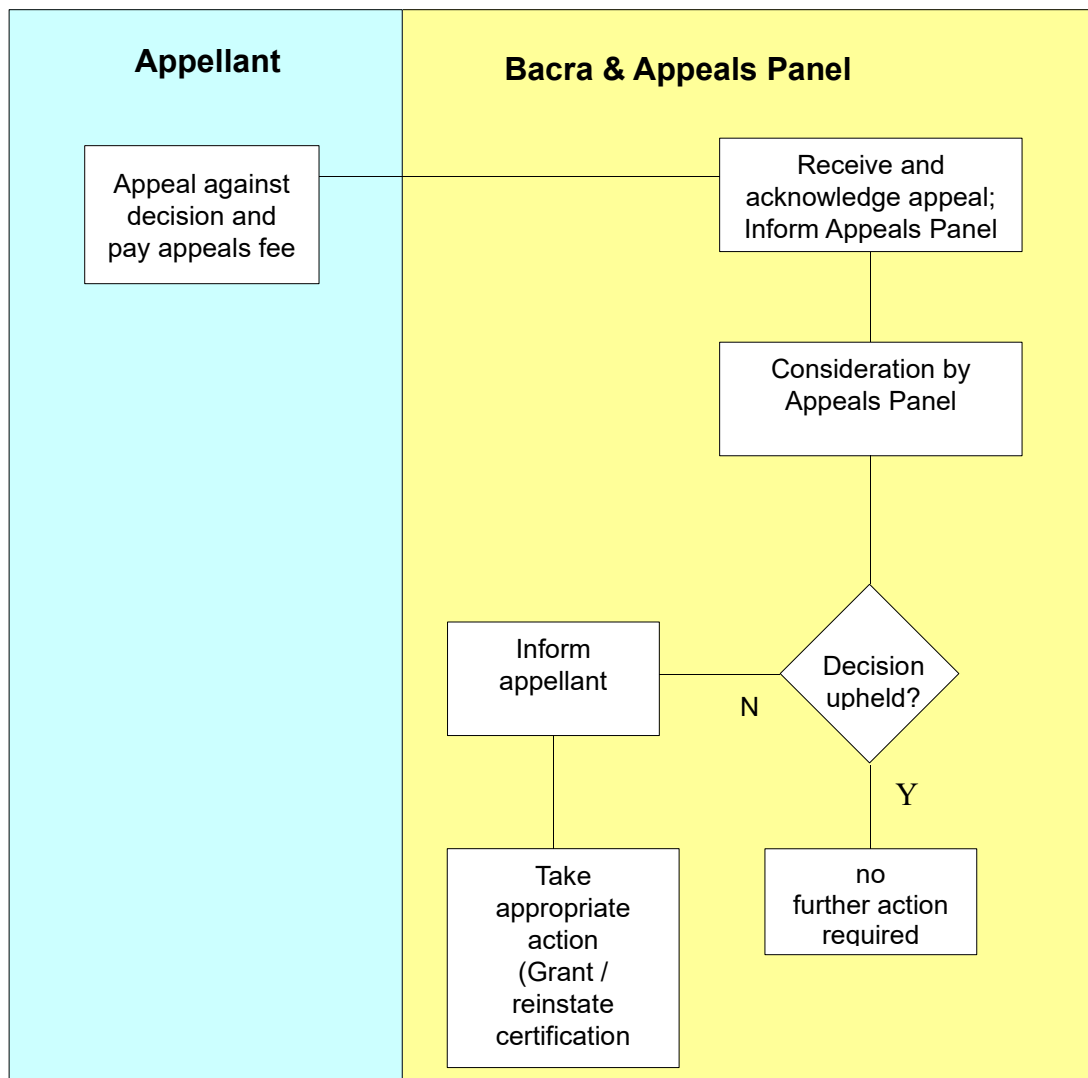 Appellant
Bacra & Appeals Panel
Appeal against
decision and
pay appeals fee
Receive and
acknowledge appeal;
Inform Appeals Panel
Consideration by
Appeals Panel
Decision
upheld?
Inform
appellant
N
Y
Take
appropriate
action
(Grant /
reinstate
certification
no
further action
required